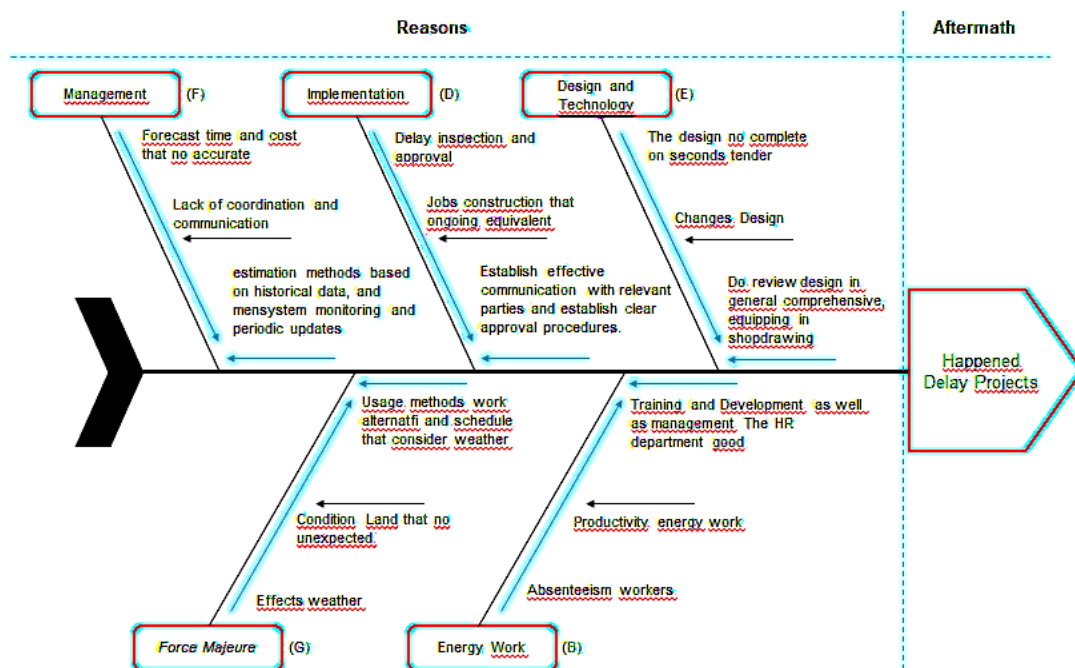 Reasons
Aftermath
Management
(F)
Implementation
(D)
Design and
Technology
(E)
Forecast time and cost
that no accurate
Lack of coordination and
communication
estimation methods based
on historical data, and
mensystem monitoring and
periodic updates
Delay inspection and
approval
Jobs construction that
ongoing equivalent
Establish effective
communication with relevant
parties and establish clear
approval procedures.
The design no complete
on seconds tender
Changes Design
Do review design in
general comprehensive,
equipping in
shopdrawing
Happened
Delay Projects
Usage methods work
alternatfi and schedule
that consider weather
Condition Land that no
unexpected.
Effects weather
Force Majeure
(G)
Training and Development as well
as management The HR
department good
Productivity energy work
Absenteeism workers
Energy Work
(B)